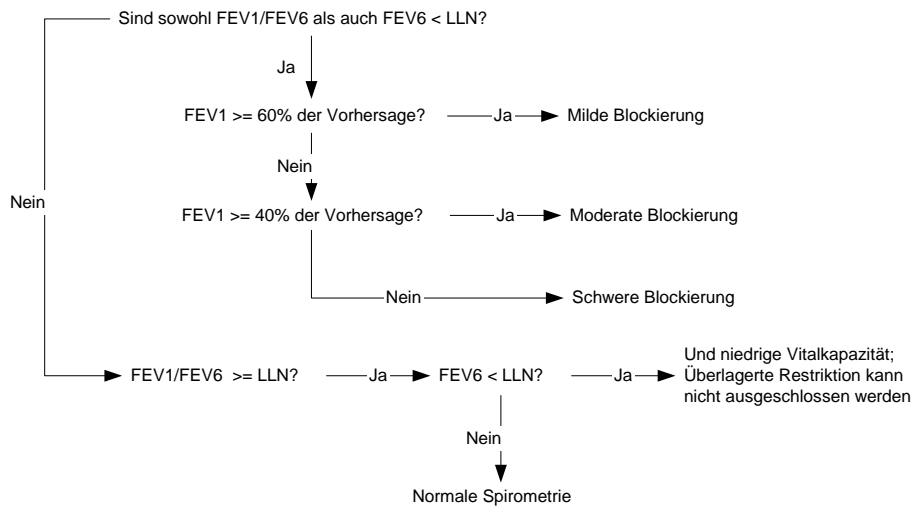 Sind sowohl FEV1/FEV6 als auch FEV6 < LLN?
Ja
FEV1 >= 60% der Vorhersage?
Ja
Milde Blockierung
Nein
Nein
FEV1 >= 40% der Vorhersage?
Ja
Moderate Blockierung
Nein
Schwere Blockierung
FEV1/FEV6 >= LLN?
Ja
FEV6 < LLN?
Ja
Und niedrige Vitalkapazität;
Überlagerte Restriktion kann
nicht ausgeschlossen werden
Nein
Normale Spirometrie